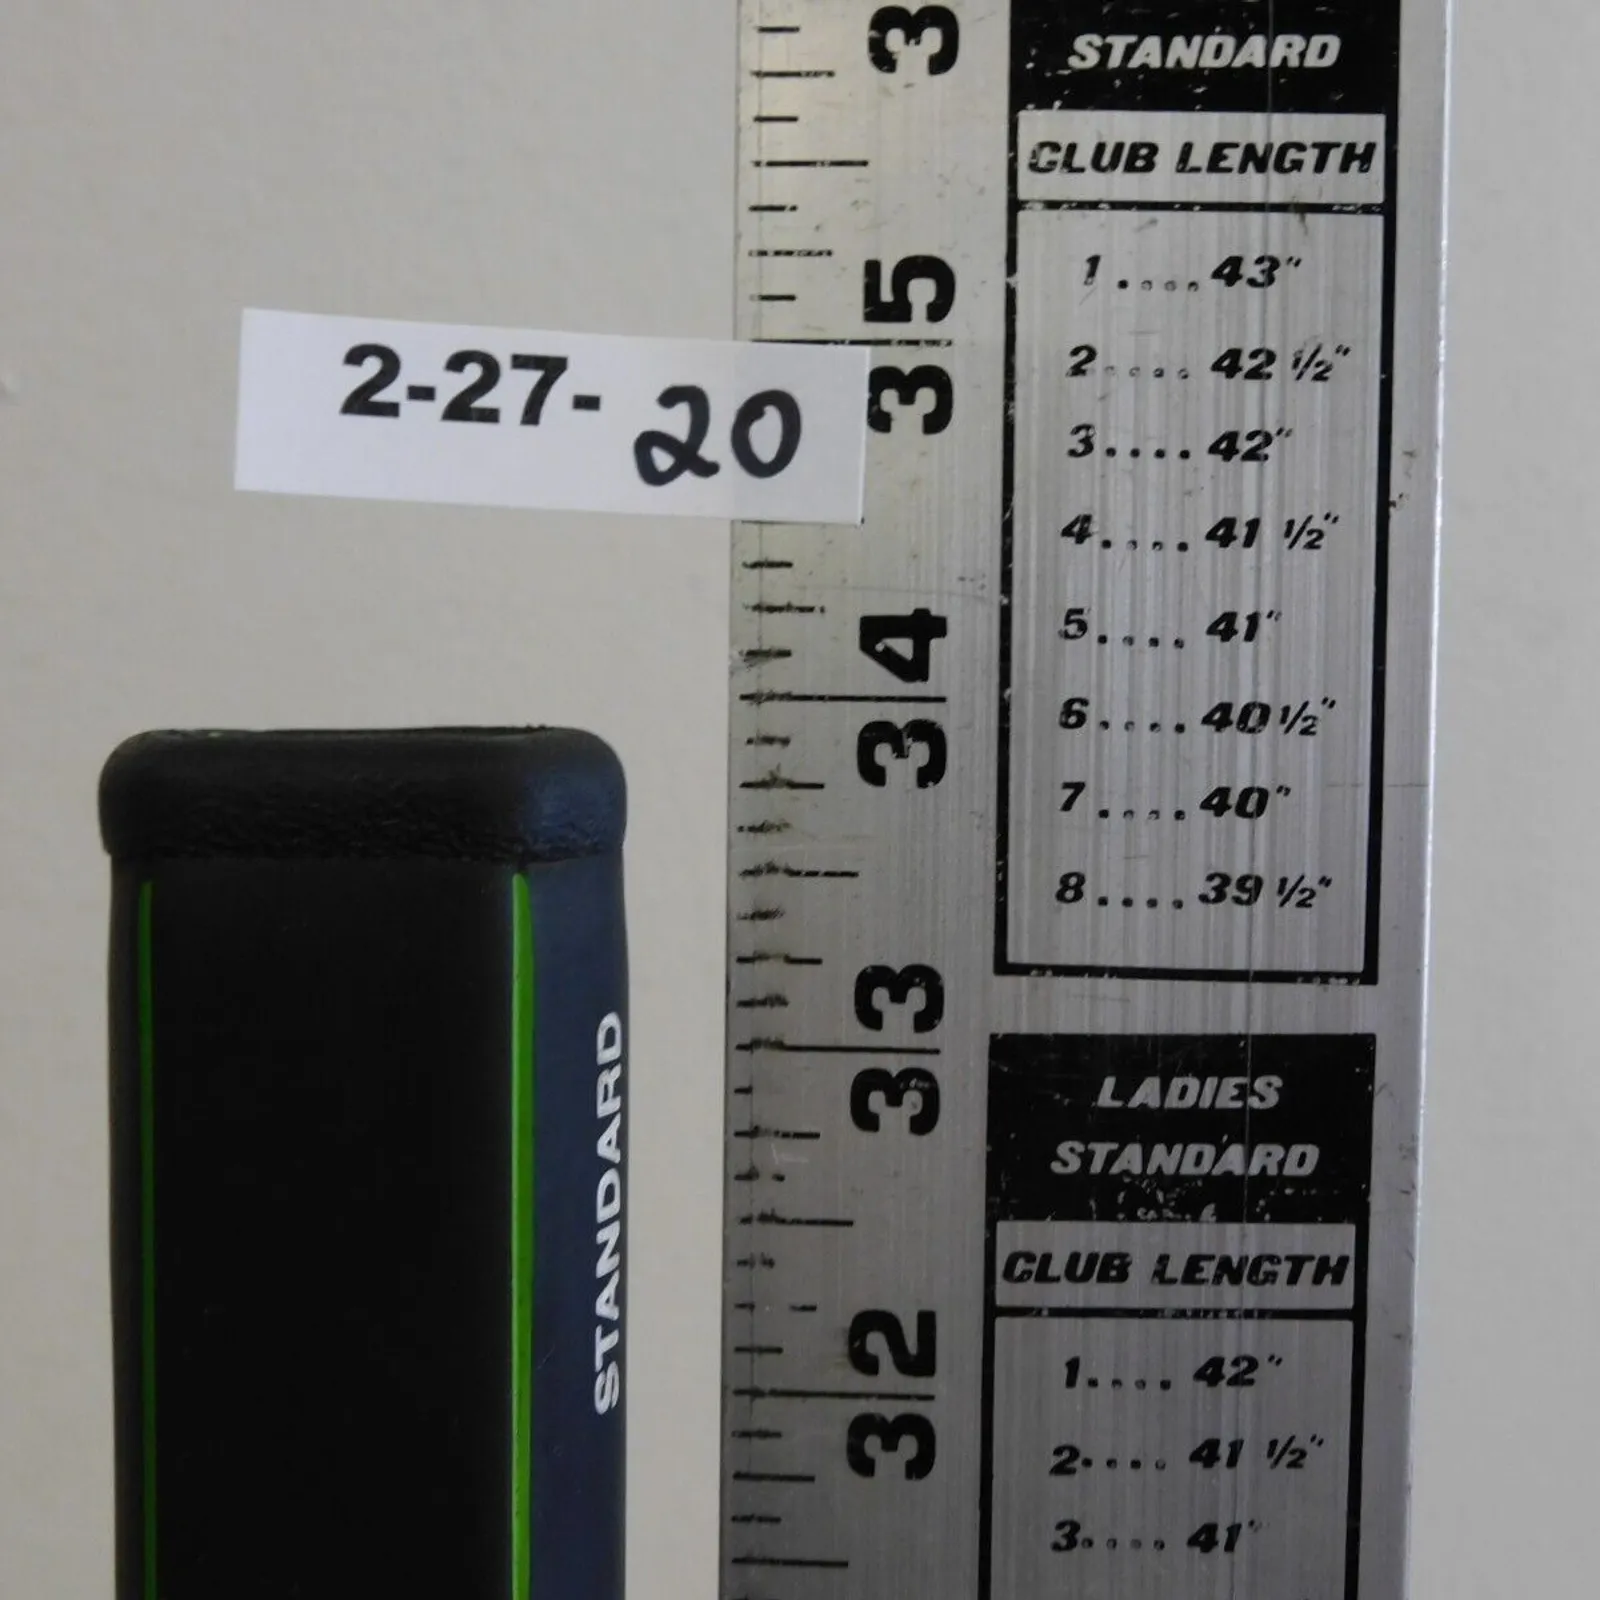 2-27-20
STANDARD
3
35
34
33
32
STANDARD
CLUB LENGTH
1....43"
2....42 1/2"
3....42"
4....41 1/2"
5....41"
6....40 1/2"
7....40"
8....39 1/2"
LADIES
STANDARD
CLUB LENGTH
1....42"
2....41 1/2"
3....41"